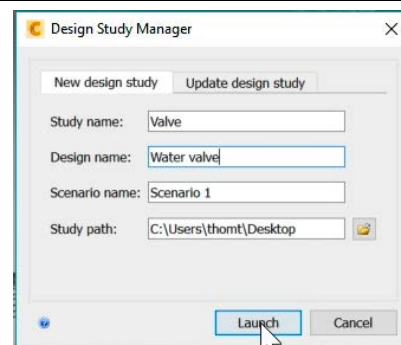 Design Study Manager
New design study Update design study
Study name: Valve
Design name: Water valve
Scenario name: Scenario 1
Study path: C:\Users\thomt\Desktop
Launch Cancel